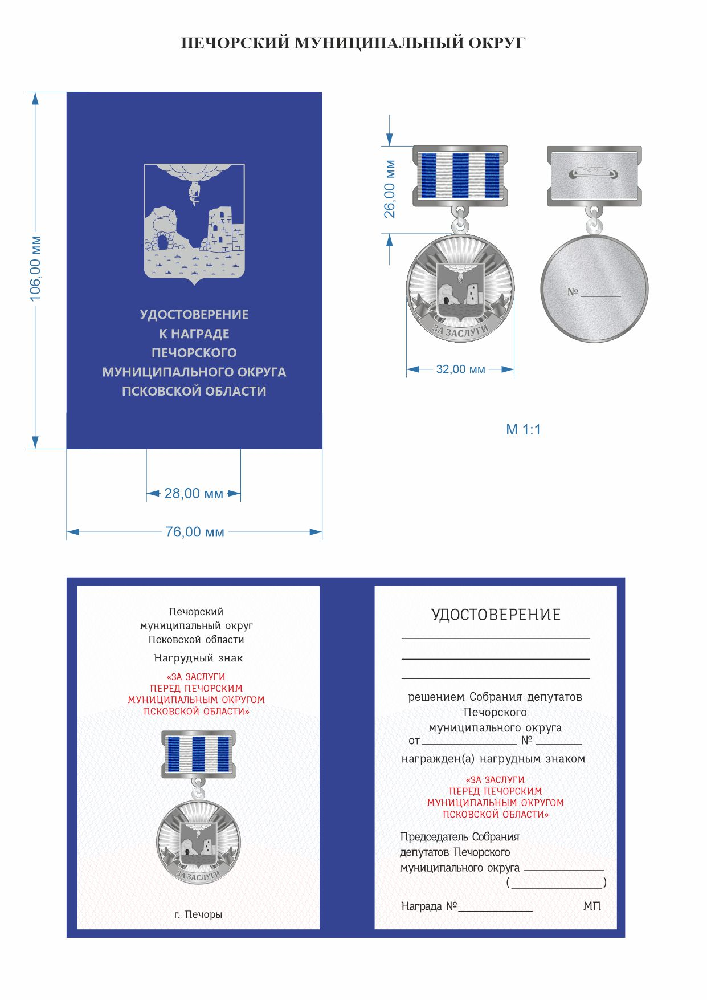 ПЕЧОРСКИЙ МУНИЦИПАЛЬНЫЙ ОКРУГ
106,00 мм
УДОСТОВЕРЕНИЕ
К НАГРАДЕ
ПЕЧОРСКОГО
МУНИЦИПАЛЬНОГО ОКРУГА
ПСКОВСКОЙ ОБЛАСТИ
28,00 мм
76,00 мм
26,00 мм
ЗА ЗАСЛУГИ
№
32,00 мм
М 1:1
Печорский
муниципальный округ
Псковской области
Нагрудный знак
«ЗА ЗАСЛУГИ
ПЕРЕД ПЕЧОРСКИМ
МУНИЦИПАЛЬНЫМ ОКРУГОМ
ПСКОВСКОЙ ОБЛАСТИ»
ЗА ЗАСЛУГИ
г. Печоры
УДОСТОВЕРЕНИЕ
решением Собрания депутатов
Печорского
муниципального округа
от № 
награжден(а) нагрудным знаком
«ЗА ЗАСЛУГИ
ПЕРЕД ПЕЧОРСКИМ
МУНИЦИПАЛЬНЫМ ОКРУГОМ
ПСКОВСКОЙ ОБЛАСТИ»
Председатель Собрания
депутатов Печорского
муниципального округа
( )
Награда № МП